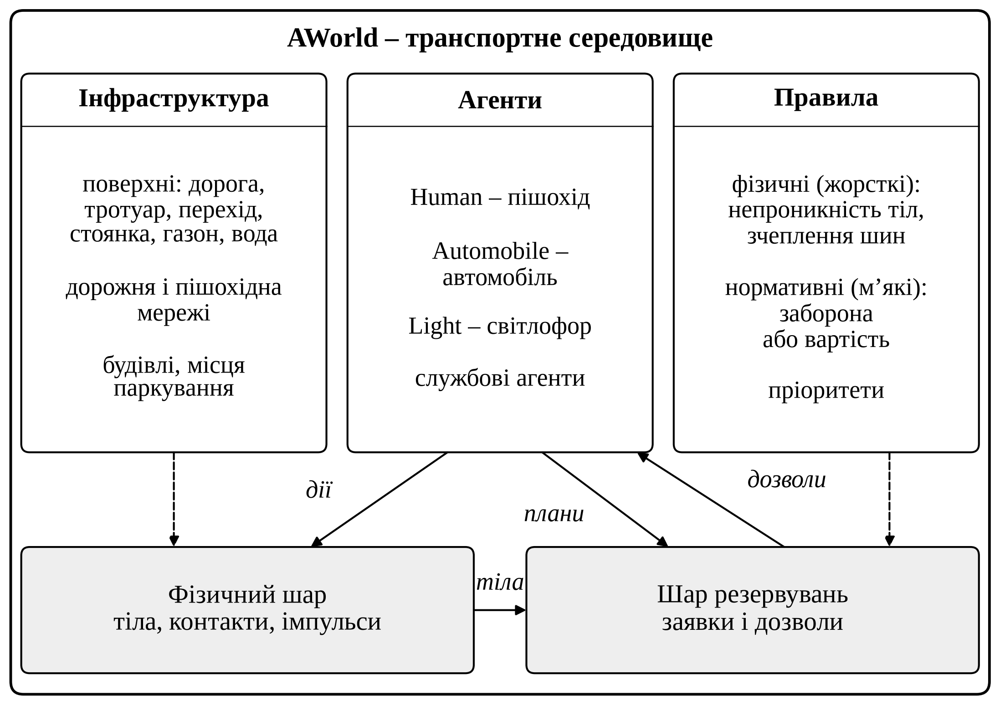 AWorld – транспортне середовище
Інфраструктура
поверхні: дорога,
тротуар, перехід,
стоянка, газон, вода
дорожня і пішохідна
мережі
будівлі, місця
паркування
Агенти
Human – пішохід
Automobile –
автомобіль
Light – світлофор
службові агенти
Правила
фізичні (жорсткі):
непроникність тіл,
зчеплення шин
нормативні (м’які):
заборона
або вартість
пріоритети
дії
плани
дозволи
Фізичний шар
тіла, контакти, імпульси
тіла
Шар резервувань
заявки і дозволи